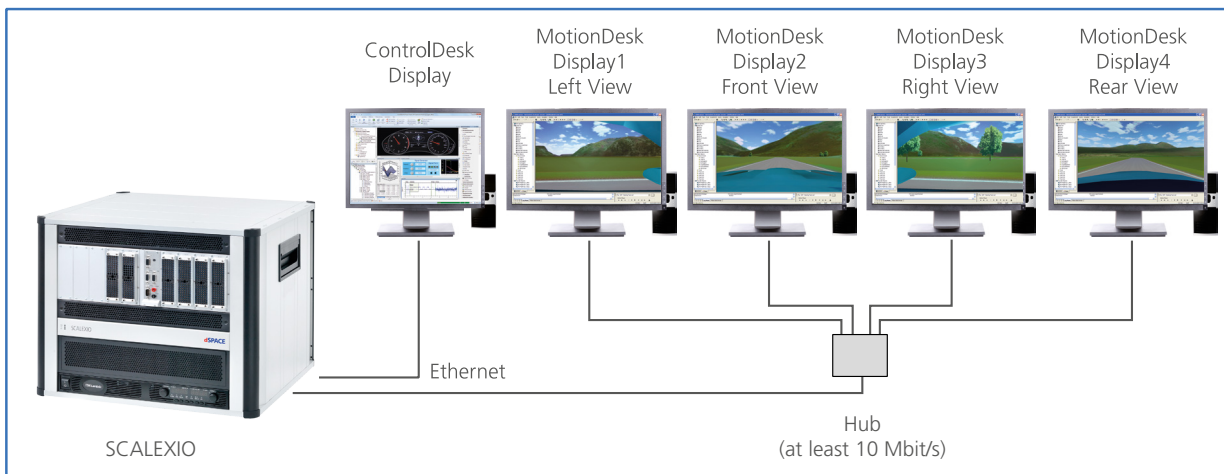 ControlDesk
Display
MotionDesk
Display1
Left View
MotionDesk
Display2
Front View
MotionDesk
Display3
Right View
MotionDesk
Display4
Rear View
SCALEXIO
dSPACE
Ethernet
SCALEXIO
Hub
(at least 10 Mbit/s)